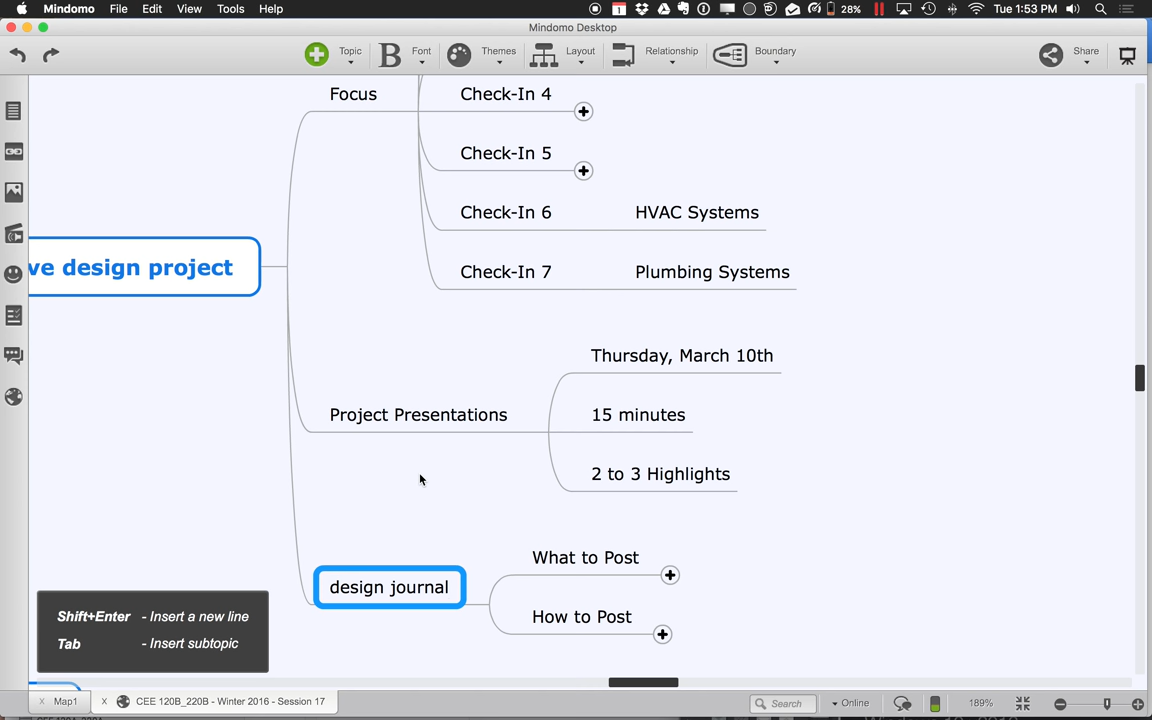 Mindomo File Edit View Tools Help 1 28% Tue 1:53 PM
Mindomo Desktop
Topic Font Themes Layout Relationship Boundary Share
Focus
Check-In 4
Check-In 5
Check-In 6 HVAC Systems
Check-In 7 Plumbing Systems
ve design project
Thursday, March 10th
Project Presentations 15 minutes
2 to 3 Highlights
What to Post
design journal
How to Post
Shift+Enter - Insert a new line
Tab - Insert subtopic
x Map1 x CEE 120B_220B - Winter 2016 - Session 17 Search Online 189%